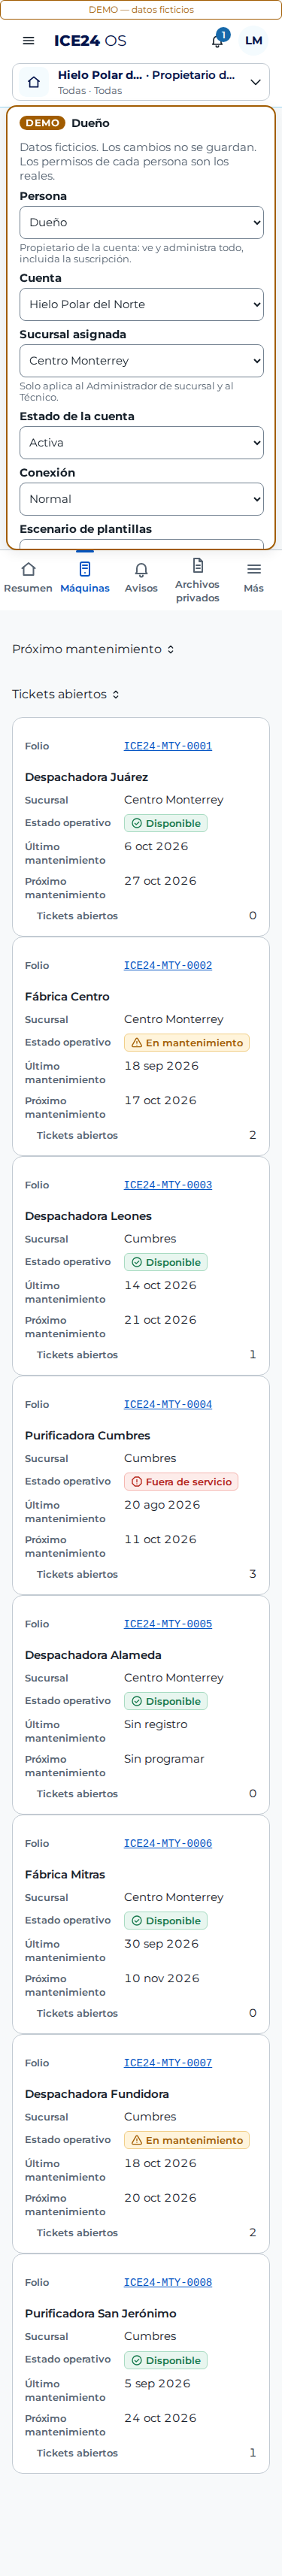 DEMO — datos ficticios
ICE24 OS
1
LM
Hielo Polar d... · Propietario d...
Todas · Todas
DEMO Dueño
Datos ficticios. Los cambios no se guardan.
Los permisos de cada persona son los
reales.
Persona
Dueño
Propietario de la cuenta: ve y administra todo,
incluida la suscripción.
Cuenta
Hielo Polar del Norte
Sucursal asignada
Centro Monterrey
Solo aplica al Administrador de sucursal y al
Técnico.
Estado de la cuenta
Activa
Conexión
Normal
Escenario de plantillas
Resumen
Máquinas
Avisos
Archivos
privados
Más
Próximo mantenimiento
Tickets abiertos
Folio ICE24-MTY-0001
Despachadora Juárez
Sucursal Centro Monterrey
Estado operativo Disponible
Último
mantenimiento 6 oct 2026
Próximo
mantenimiento 27 oct 2026
Tickets abiertos 0
Folio ICE24-MTY-0002
Fábrica Centro
Sucursal Centro Monterrey
Estado operativo En mantenimiento
Último
mantenimiento 18 sep 2026
Próximo
mantenimiento 17 oct 2026
Tickets abiertos 2
Folio ICE24-MTY-0003
Despachadora Leones
Sucursal Cumbres
Estado operativo Disponible
Último
mantenimiento 14 oct 2026
Próximo
mantenimiento 21 oct 2026
Tickets abiertos 1
Folio ICE24-MTY-0004
Purificadora Cumbres
Sucursal Cumbres
Estado operativo Fuera de servicio
Último
mantenimiento 20 ago 2026
Próximo
mantenimiento 11 oct 2026
Tickets abiertos 3
Folio ICE24-MTY-0005
Despachadora Alameda
Sucursal Centro Monterrey
Estado operativo Disponible
Último
mantenimiento Sin registro
Próximo
mantenimiento Sin programar
Tickets abiertos 0
Folio ICE24-MTY-0006
Fábrica Mitras
Sucursal Centro Monterrey
Estado operativo Disponible
Último
mantenimiento 30 sep 2026
Próximo
mantenimiento 10 nov 2026
Tickets abiertos 0
Folio ICE24-MTY-0007
Despachadora Fundidora
Sucursal Cumbres
Estado operativo En mantenimiento
Último
mantenimiento 18 oct 2026
Próximo
mantenimiento 20 oct 2026
Tickets abiertos 2
Folio ICE24-MTY-0008
Purificadora San Jerónimo
Sucursal Cumbres
Estado operativo Disponible
Último
mantenimiento 5 sep 2026
Próximo
mantenimiento 24 oct 2026
Tickets abiertos 1